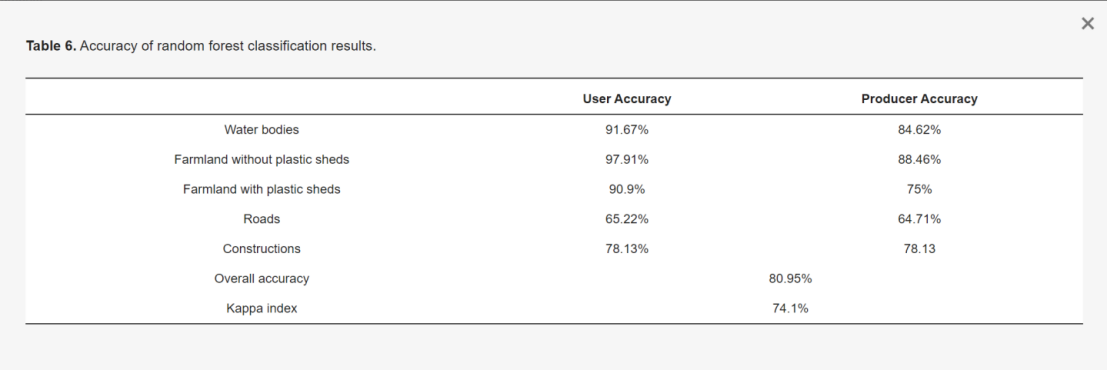 Table 6. Accuracy of random forest classification results.
User Accuracy Producer Accuracy
Water bodies 91.67% 84.62%
Farmland without plastic sheds 97.91% 88.46%
Farmland with plastic sheds 90.9% 75%
Roads 65.22% 64.71%
Constructions 78.13% 78.13
Overall accuracy 80.95%
Kappa index 74.1%